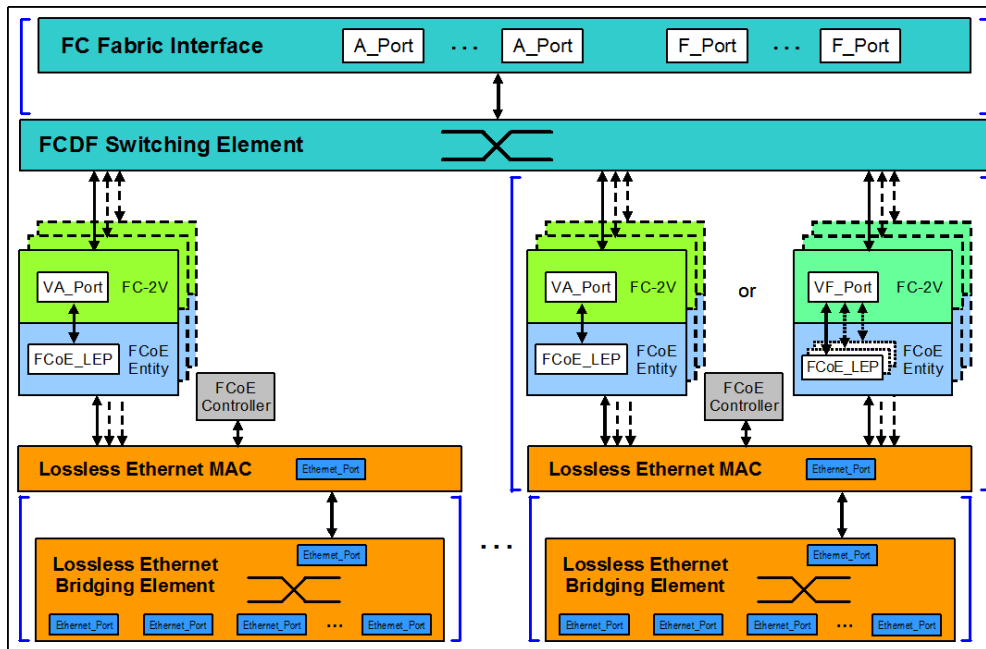 FC Fabric Interface
A_Port ... A_Port F_Port ... F_Port
FCDF Switching Element
VA_Port FC-2V
FCoE_LEP FCoE
Entity
FCoE
Controller
VA_Port FC-2V
FCoE_LEP FCoE
Entity
or
VF_Port FC-2V
FCoE_LEP FCoE
Entity
FCoE
Controller
Lossless Ethernet MAC Ethernet_Port
Lossless Ethernet MAC Ethernet_Port
Ethernet_Port
Lossless Ethernet
Bridging Element
Ethernet_Port Ethernet_Port Ethernet_Port ... Ethernet_Port
...
Ethernet_Port
Lossless Ethernet
Bridging Element
Ethernet_Port Ethernet_Port Ethernet_Port ... Ethernet_Port